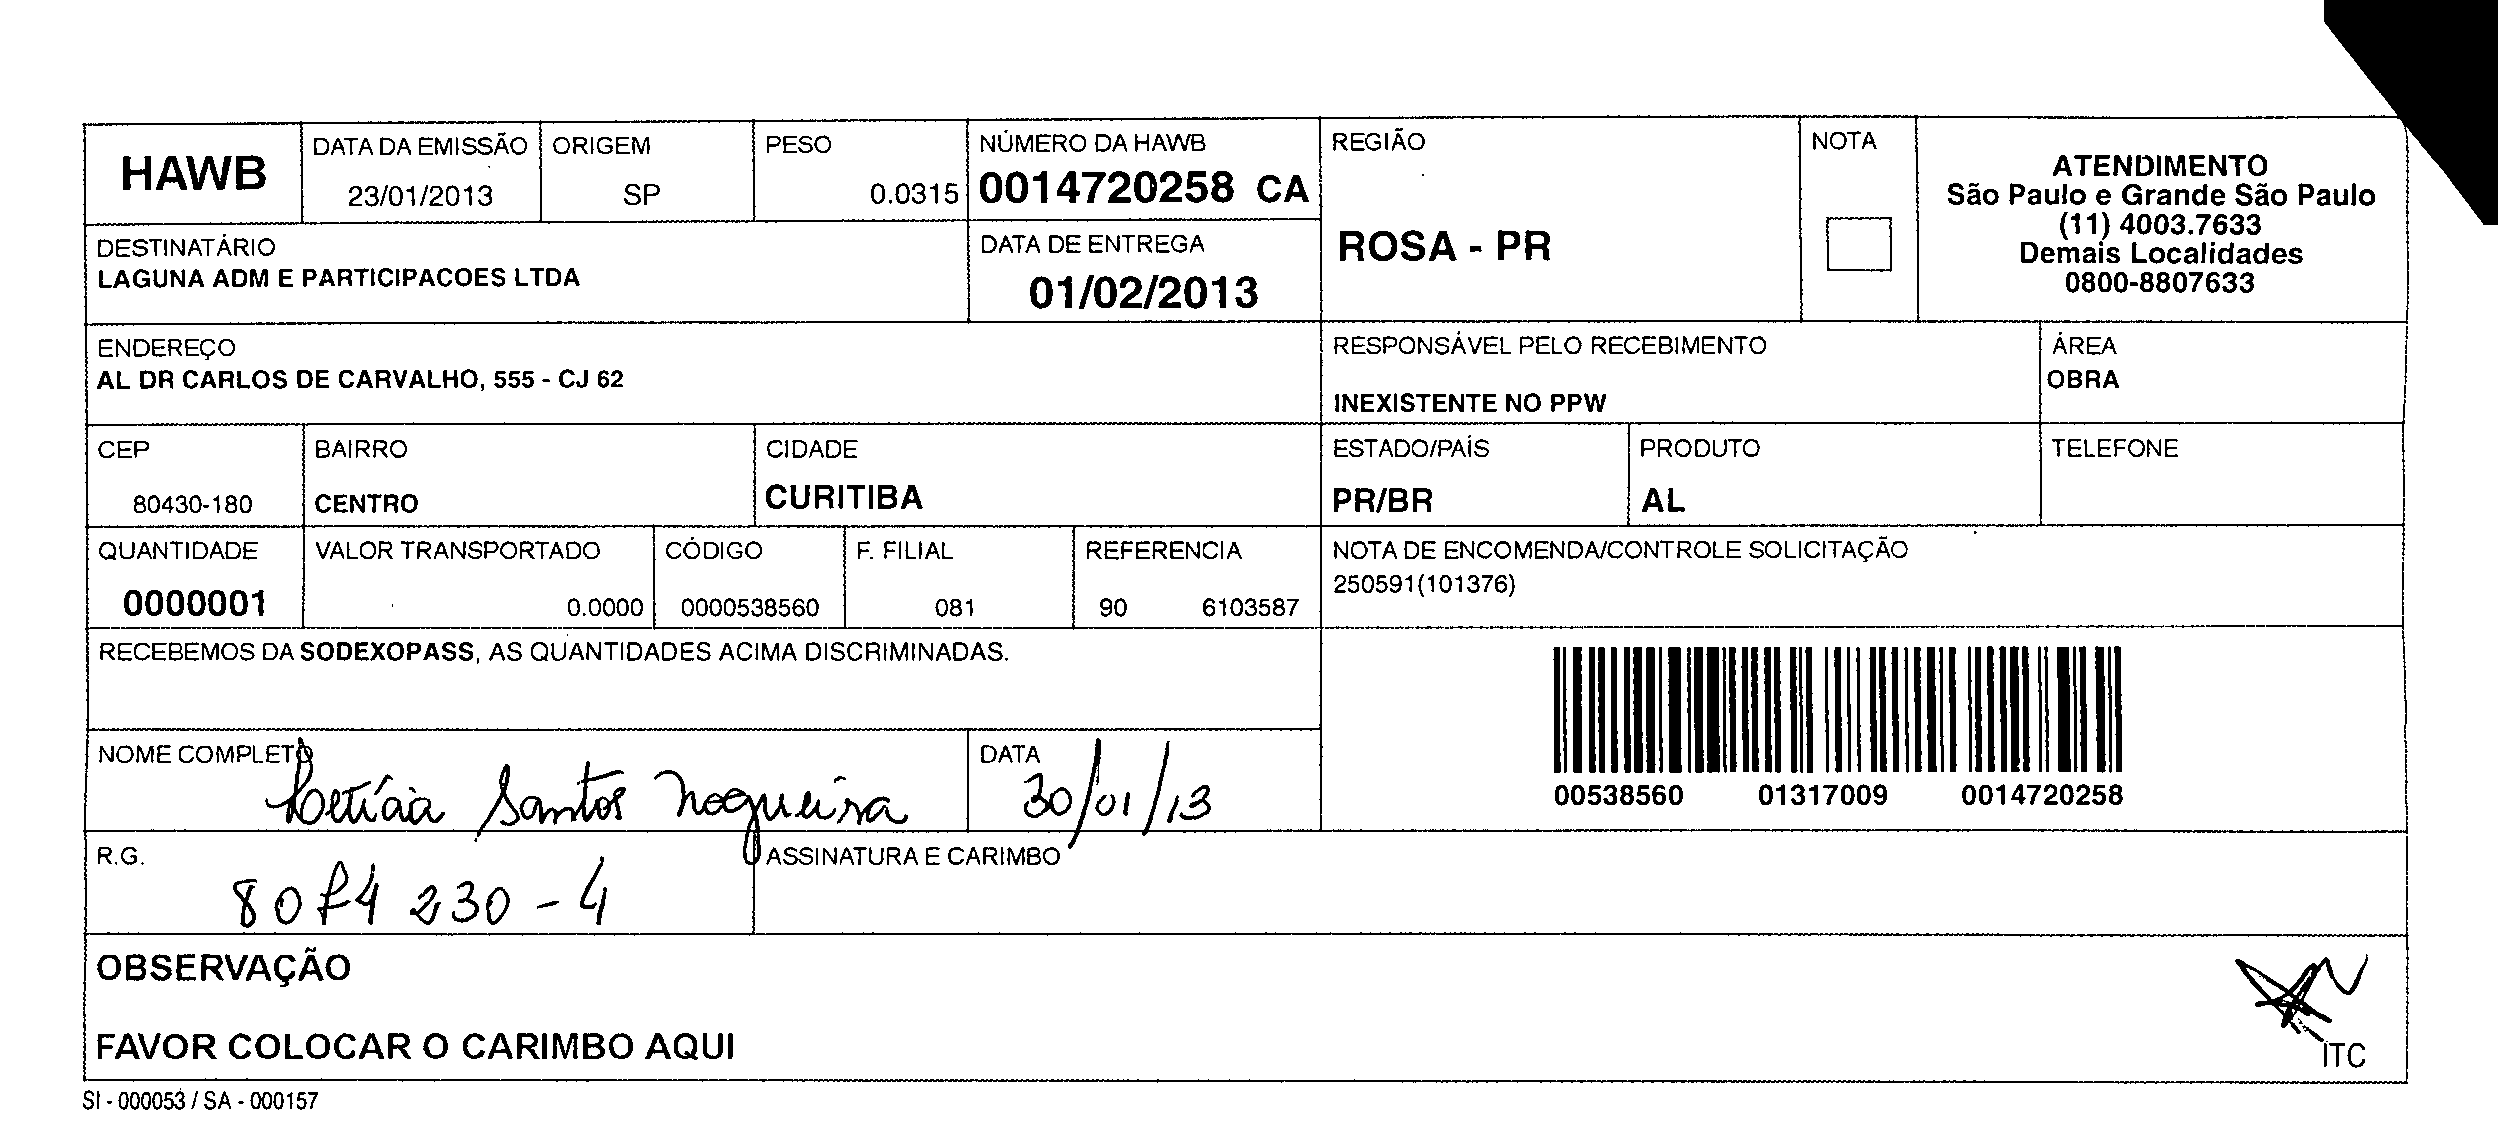 HAWB
DATA DA EMISSÃO
23/01/2013
ORIGEM
SP
PESO
0.0315
NÚMERO DA HAWB
0014720258 CA
REGIÃO
ROSA - PR
NOTA
ATENDIMENTO
São Paulo e Grande São Paulo
(11) 4003.7633
Demais Localidades
0800-8807633
DESTINATÁRIO
LAGUNA ADM E PARTICIPACOES LTDA
DATA DE ENTREGA
01/02/2013
ENDEREÇO
AL DR CARLOS DE CARVALHO, 555 - CJ 62
RESPONSÁVEL PELO RECEBIMENTO
INEXISTENTE NO PPW
ÁREA
OBRA
CEP
80430-180
BAIRRO
CENTRO
CIDADE
CURITIBA
ESTADO/PAÍS
PR/BR
PRODUTO
AL
TELEFONE
QUANTIDADE
0000001
VALOR TRANSPORTADO
0.0000
CÓDIGO
0000538560
F. FILIAL
081
REFERENCIA
90 6103587
NOTA DE ENCOMENDA/CONTROLE SOLICITAÇÃO
250591(101376)
RECEBEMOS DA SODEXOPASS, AS QUANTIDADES ACIMA DISCRIMINADAS.
00538560 01317009 0014720258
NOME COMPLETO
Letícia Santos Nogueira
DATA
30/01/13
R.G.
8074 230-4
ASSINATURA E CARIMBO
OBSERVAÇÃO
FAVOR COLOCAR O CARIMBO AQUI
ITC
SI - 000053 / SA - 000157